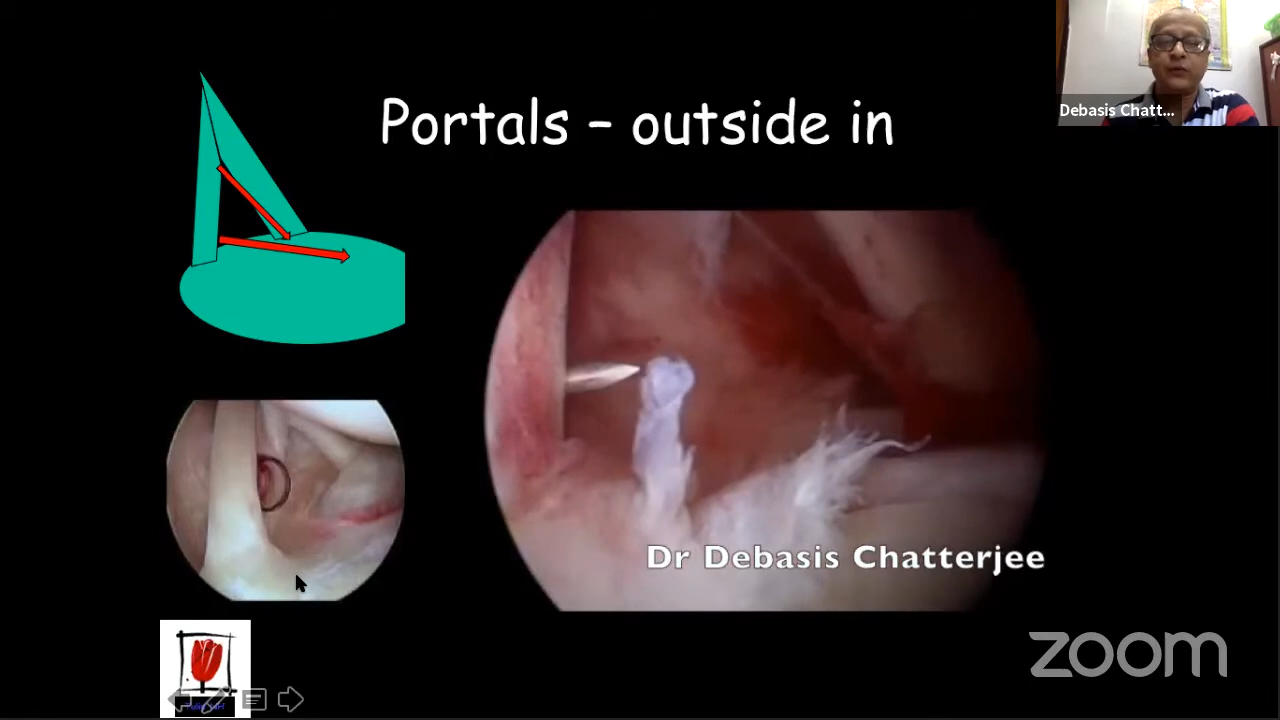 Portals – outside in
Debasis Chatt...
Dr Debasis Chatterjee
zoom